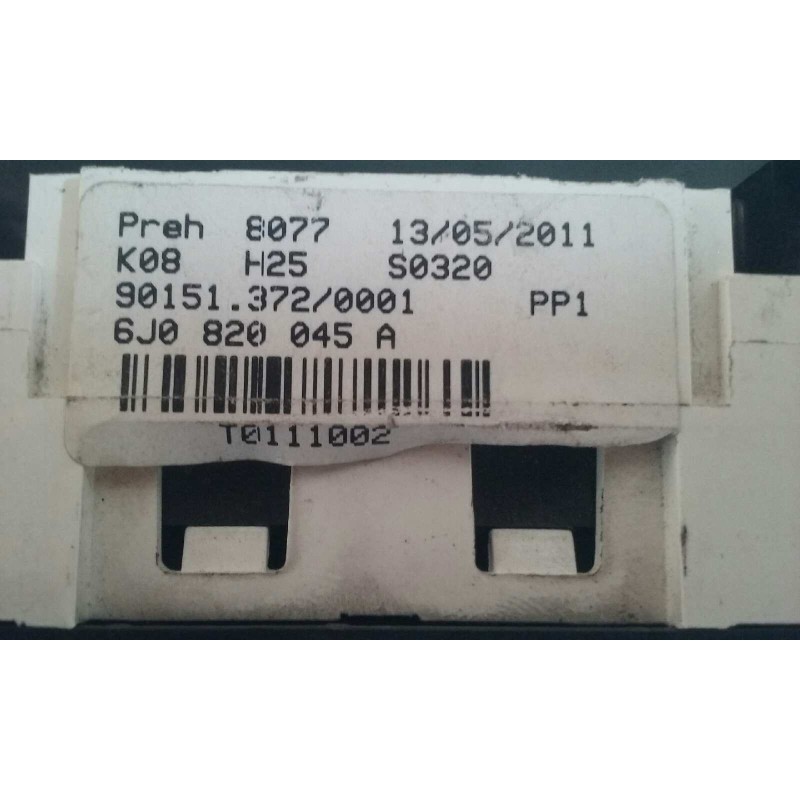 Preh 8077 13/05/2011
K08 H25 S0320
90151.372/0001 PP1
6J0 820 045 A
T0111002